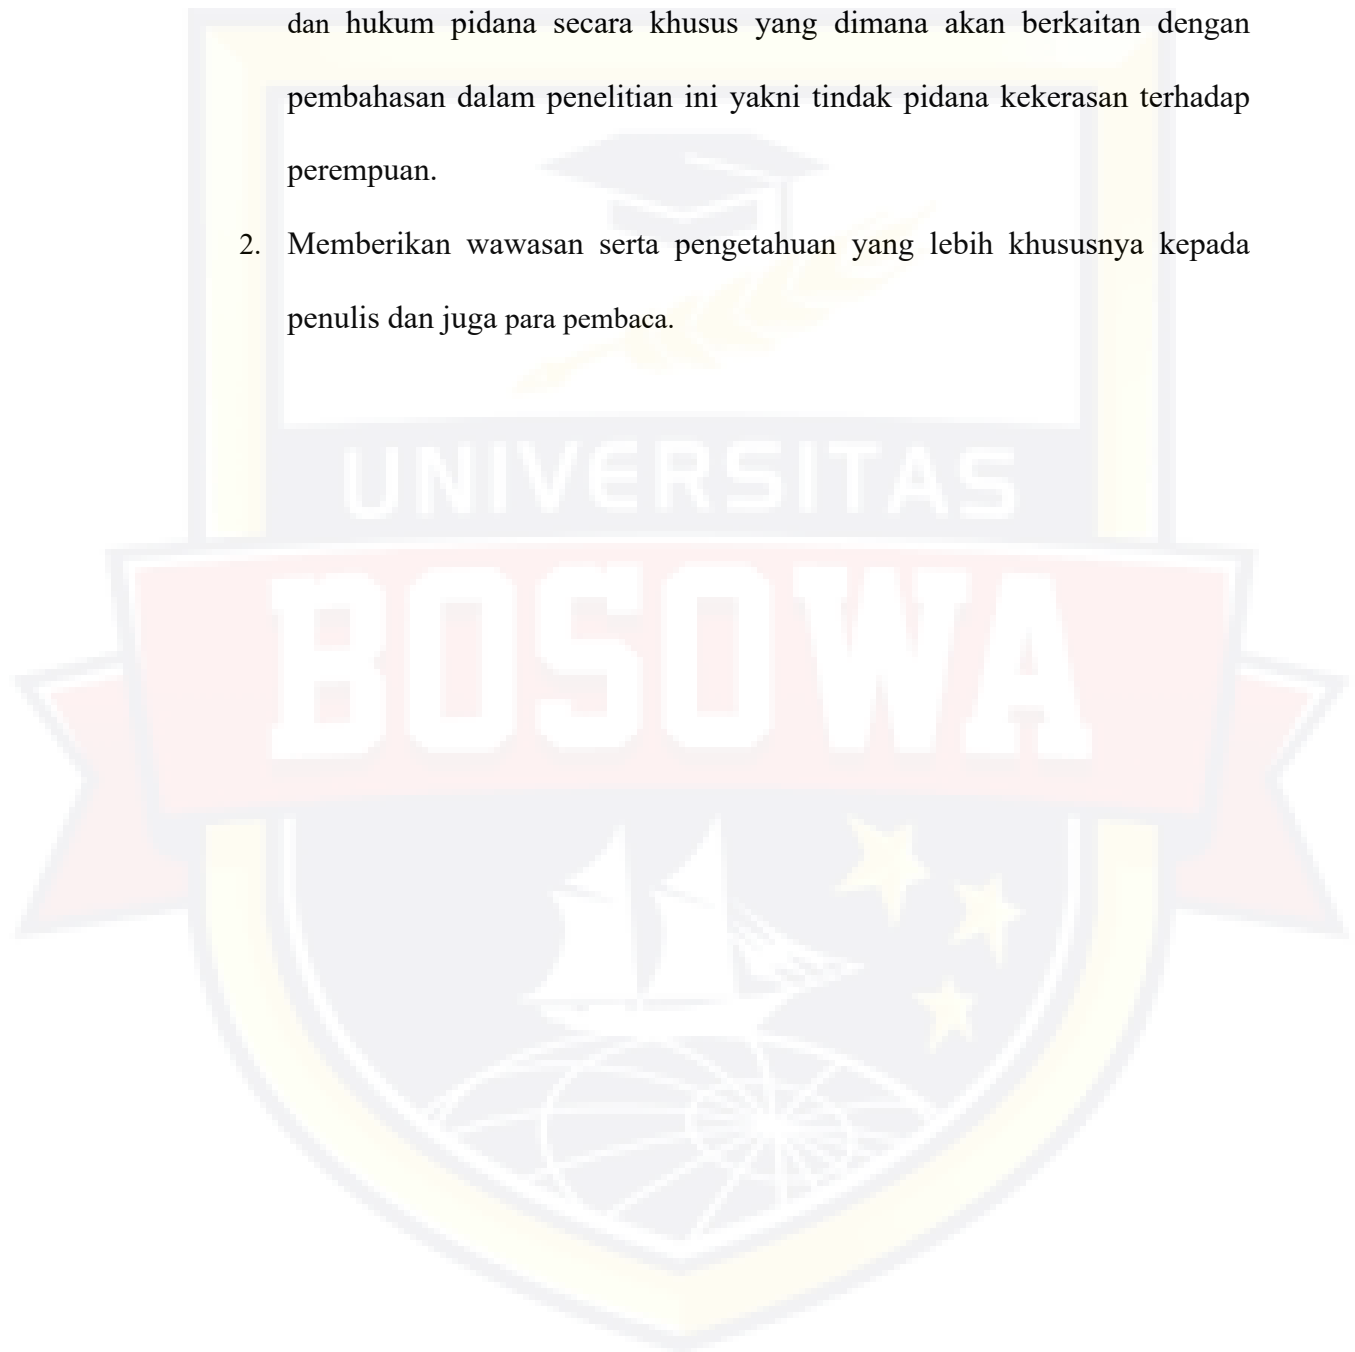 dan hukum pidana secara khusus yang dimana akan berkaitan dengan
pembahasan dalam penelitian ini yakni tindak pidana kekerasan terhadap
perempuan.
2. Memberikan wawasan serta pengetahuan yang lebih khususnya kepada
penulis dan juga para pembaca.
UNIVERSITAS
BOSOWA